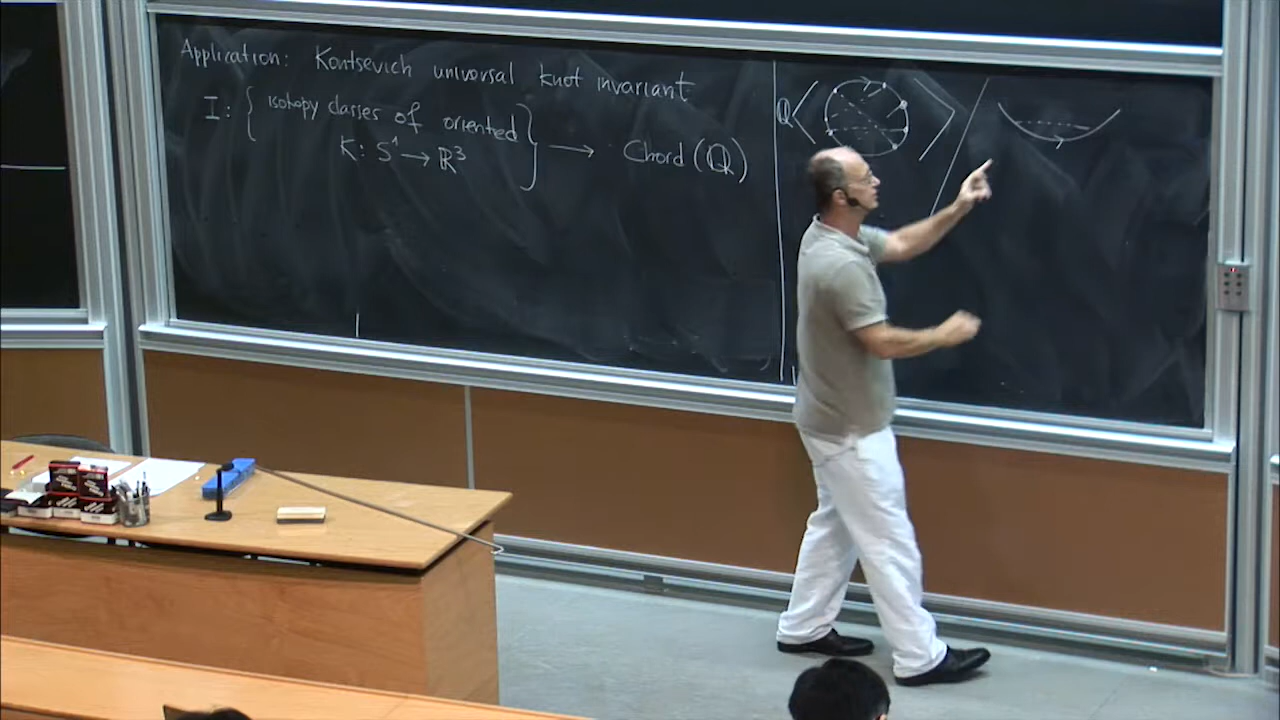 Application: Kontsevich universal knot invariant
I: { isotopy classes of oriented
K: S¹ → ℝ³ } → Chord (ℚ)
ℚ